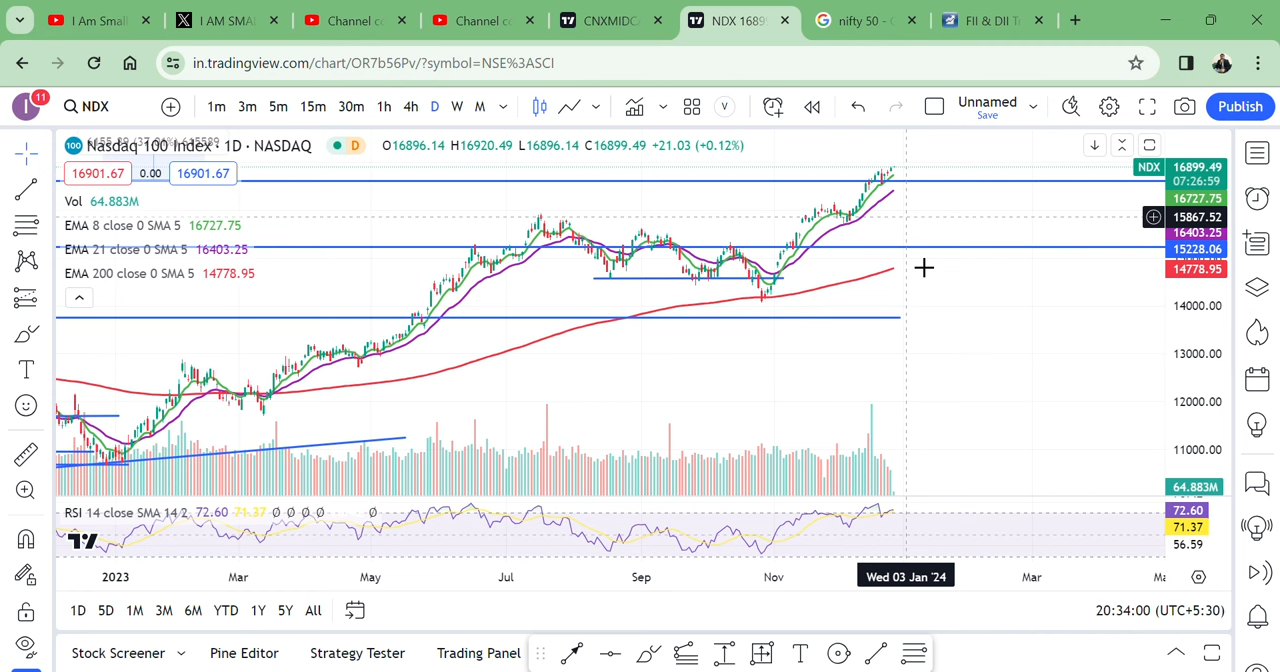 I Am Small
I AM SMAL
Channel co
Channel co
CNXMIDC
NDX 1689
nifty 50 - G
FII & DII T
in.tradingview.com/chart/OR7b56Pv/?symbol=NSE%3ASCI
I 11 NDX 1m 3m 5m 15m 30m 1h 4h D W M V Unnamed Save Publish
100 Nasdaq 100 Index · 1D · NASDAQ D O16896.14 H16920.49 L16896.14 C16899.49 +21.03 (+0.12%)
16901.67 0.00 16901.67
Vol 64.883M
EMA 8 close 0 SMA 5 16727.75
EMA 21 close 0 SMA 5 16403.25
EMA 200 close 0 SMA 5 14778.95
NDX 16899.49
07:26:59
16727.75
15867.52
16403.25
15228.06
14778.95
14000.00
13000.00
12000.00
11000.00
64.883M
RSI 14 close SMA 14 2 72.60 71.37 Ø Ø Ø Ø Ø
72.60
71.37
56.59
2023 Mar May Jul Sep Nov Wed 03 Jan '24 Mar Ma
1D 5D 1M 3M 6M YTD 1Y 5Y All 20:34:00 (UTC+5:30)
Stock Screener Pine Editor Strategy Tester Trading Panel